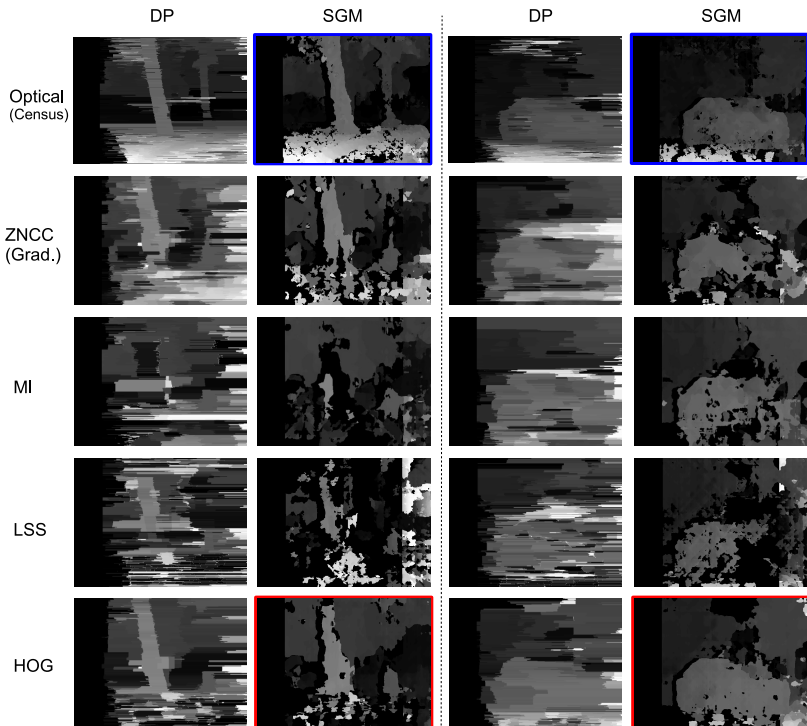 DP SGM DP SGM
Optical
(Census)
ZNCC
(Grad.)
MI
LSS
HOG